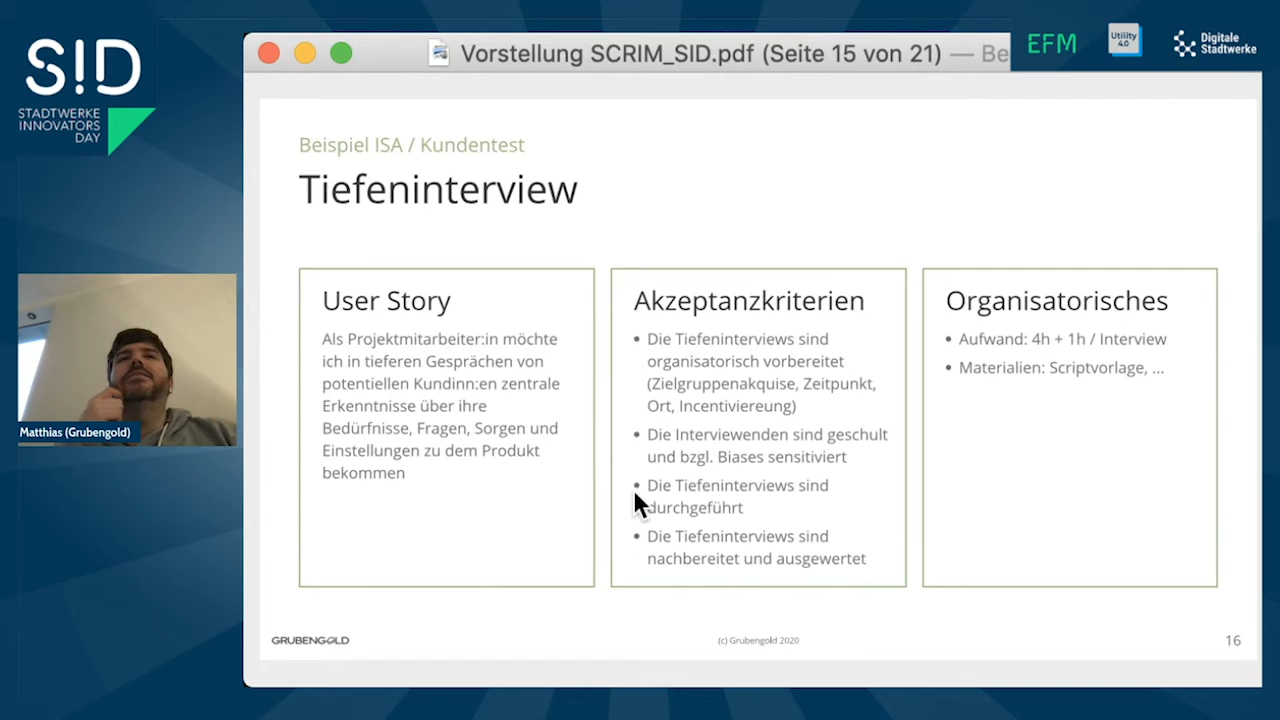 S!D
STADTWERKE
INNOVATORS
DAY
Vorstellung SCRIM_SID.pdf (Seite 15 von 21) — Be
EFM
Utility
4.0
Digitale
Stadtwerke
Beispiel ISA / Kundentest
Tiefeninterview
User Story
Als Projektmitarbeiter:in möchte
ich in tieferen Gesprächen von
potentiellen Kundinn:en zentrale
Erkenntnisse über ihre
Bedürfnisse, Fragen, Sorgen und
Einstellungen zu dem Produkt
bekommen
Akzeptanzkriterien
• Die Tiefeninterviews sind
organisatorisch vorbereitet
(Zielgruppenakquise, Zeitpunkt,
Ort, Incentiviereung)
• Die Interviewenden sind geschult
und bzgl. Biases sensitiviert
• Die Tiefeninterviews sind
durchgeführt
• Die Tiefeninterviews sind
nachbereitet und ausgewertet
Organisatorisches
• Aufwand: 4h + 1h / Interview
• Materialien: Scriptvorlage, ...
Matthias (Grubengold)
GRUBENGOLD
(c) Grubengold 2020
16